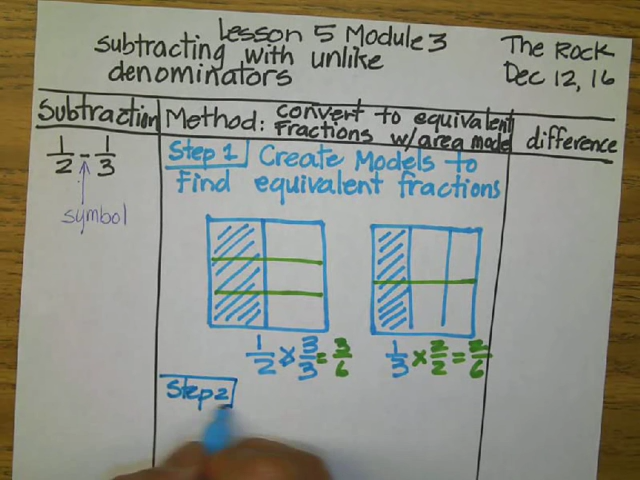 Lesson 5 Module 3
subtracting with unlike
denominators
The Rock
Dec 12, 16
Subtraction
Method: convert to equivalent
fractions w/area model
difference
1/2 - 1/3
symbol
Step 1 Create Models to
Find equivalent fractions
1/2 x 3/3 = 3/6
1/3 x 2/2 = 2/6
Step 2